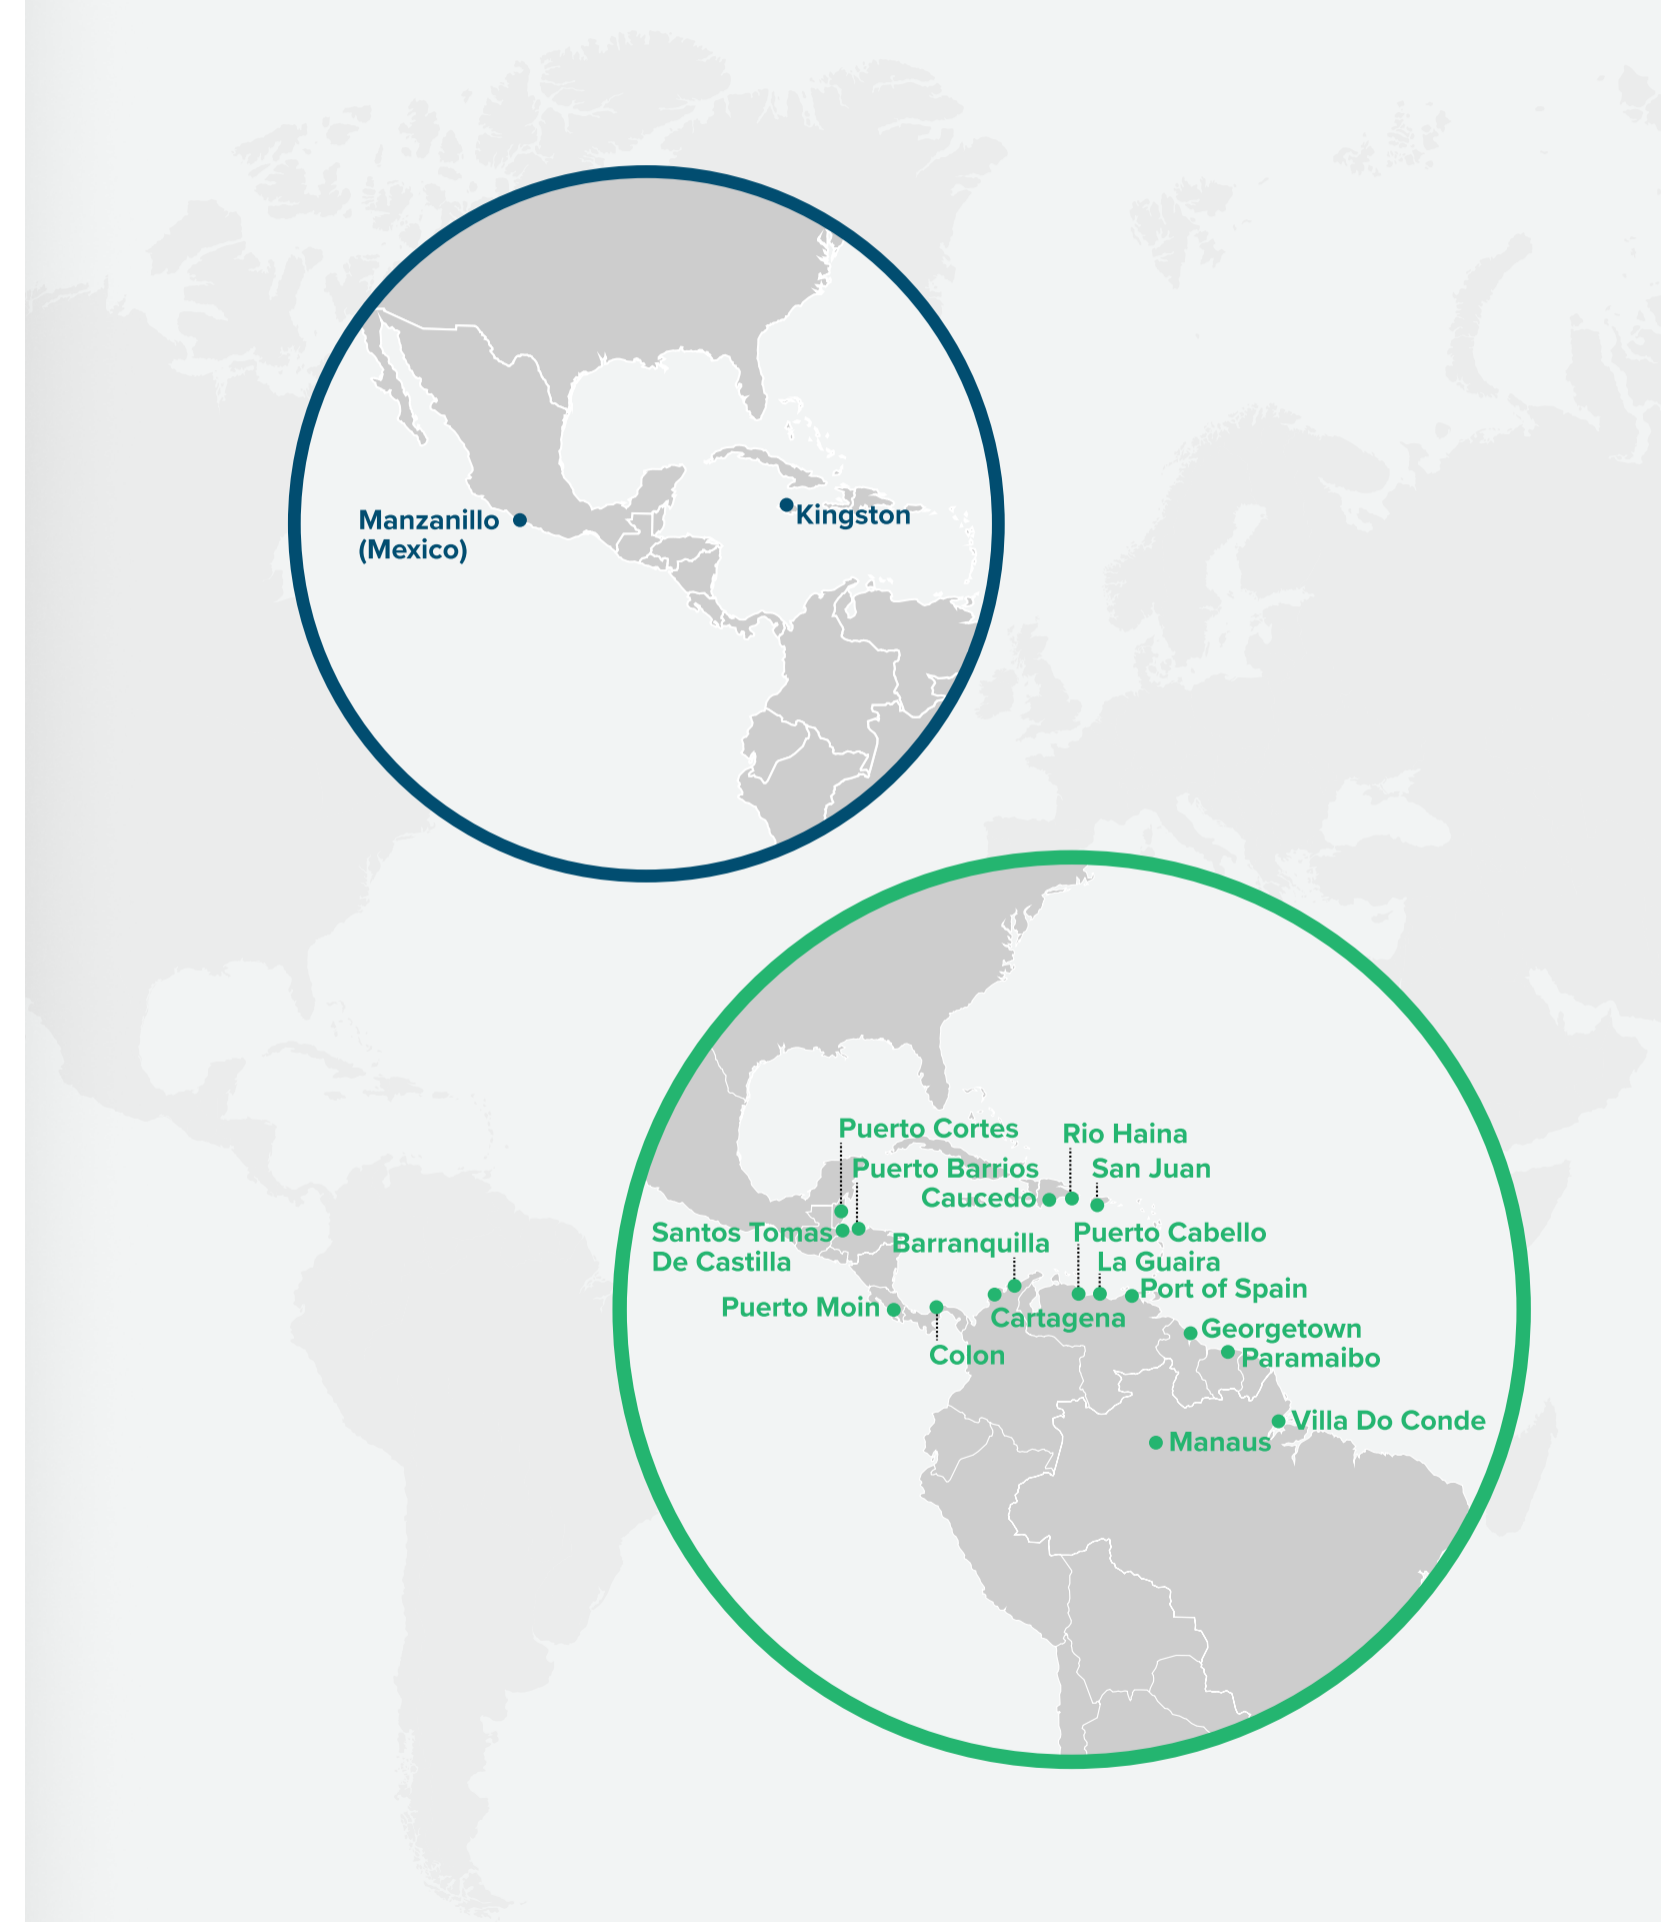 Manzanillo
(Mexico)
Kingston
Puerto Cortes
Rio Haina
Puerto Barrios
San Juan
Caucedo
Santos Tomas
De Castilla
Barranquilla
Puerto Cabello
La Guaira
Port of Spain
Puerto Moin
Cartagena
Georgetown
Colon
Paramaibo
Villa Do Conde
Manaus